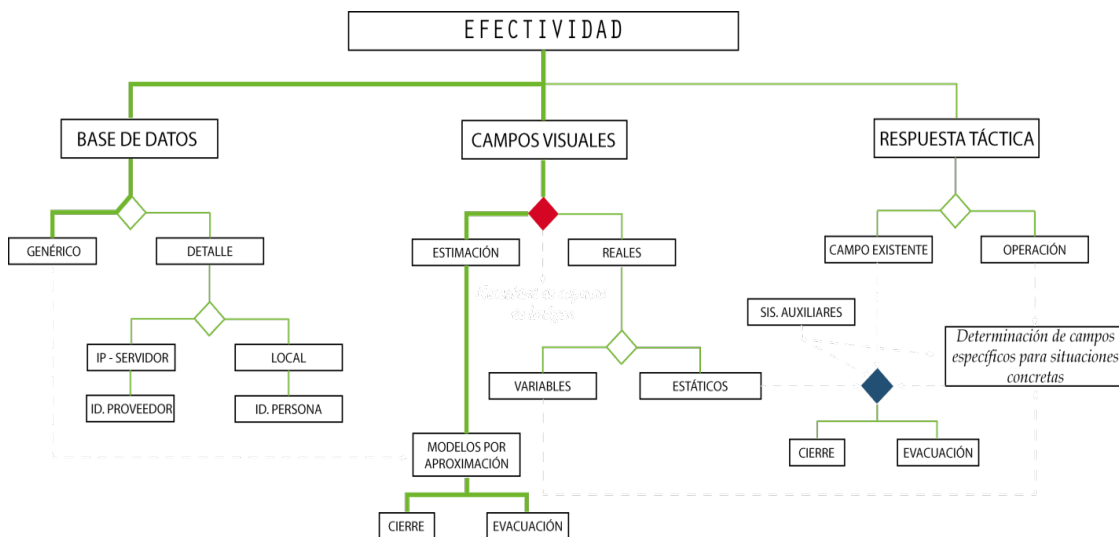 EFECTIVIDAD
BASE DE DATOS
CAMPOS VISUALES
RESPUESTA TÁCTICA
GENÉRICO
DETALLE
ESTIMACIÓN
REALES
CAMPO EXISTENTE
OPERACIÓN
SIS. AUXILIARES
Determinación de campos
específicos para situaciones
concretas
IP - SERVIDOR
LOCAL
VARIABLES
ESTÁTICOS
ID. PROVEEDOR
ID. PERSONA
MODELOS POR
APROXIMACIÓN
CIERRE
EVACUACIÓN
CIERRE
EVACUACIÓN